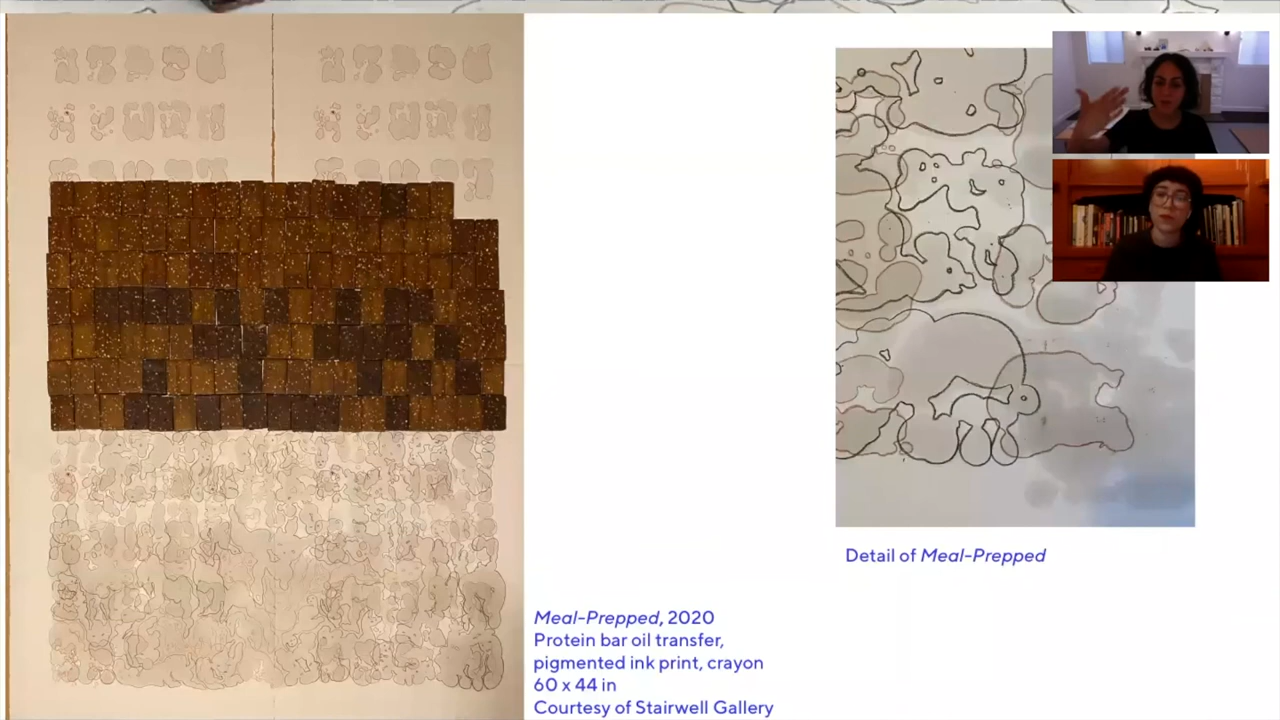 Detail of Meal-Prepped
Meal-Prepped, 2020
Protein bar oil transfer,
pigmented ink print, crayon
60 x 44 in
Courtesy of Stairwell Gallery